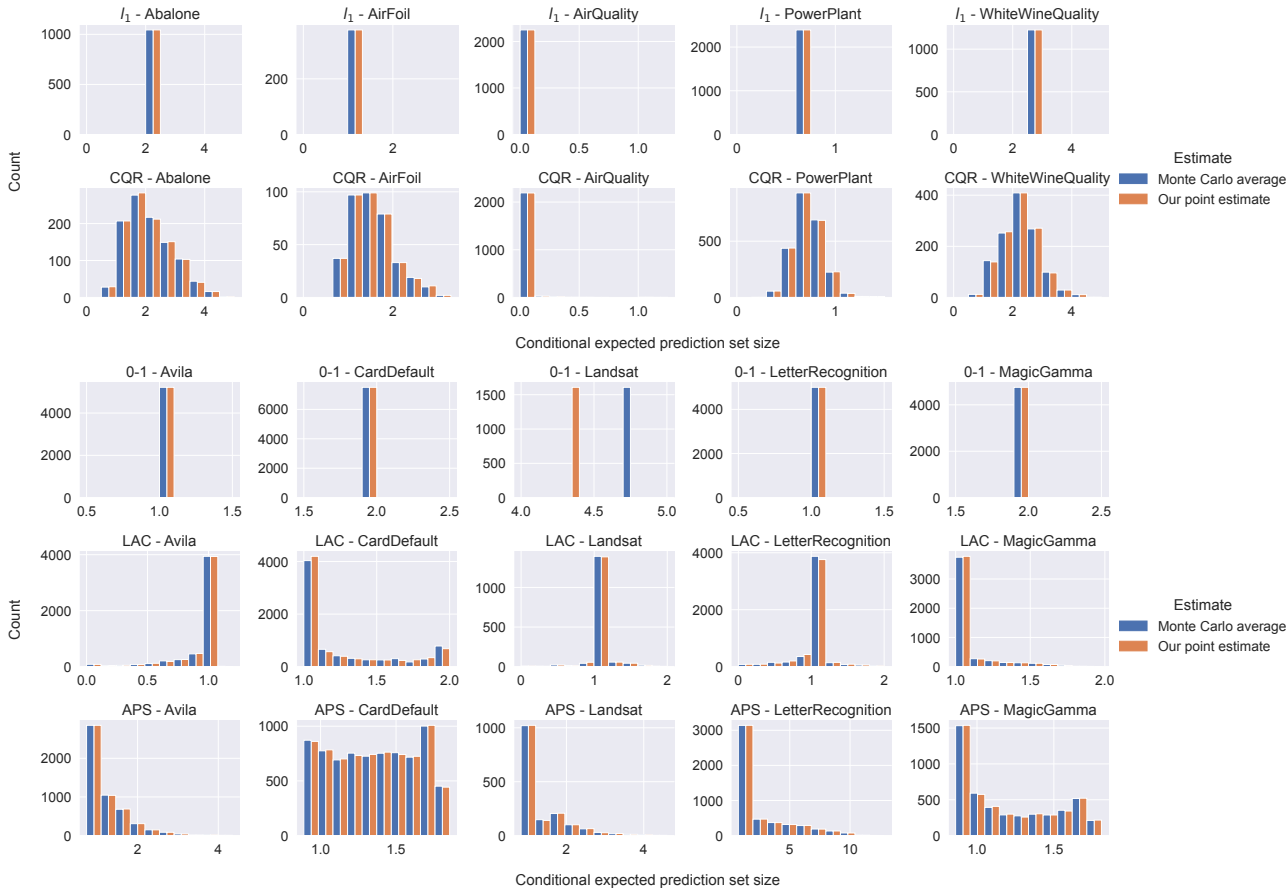 l₁ - Abalone
l₁ - AirFoil
l₁ - AirQuality
l₁ - PowerPlant
l₁ - WhiteWineQuality
1000
500
0
0 2 4
200
0
0 2
2000
1000
0
0.0 0.5 1.0
2000
1000
0
0 1
1000
500
0
0 2 4
Count
CQR - Abalone
CQR - AirFoil
CQR - AirQuality
CQR - PowerPlant
CQR - WhiteWineQuality
200
100
0
0 2 4
100
50
0
0 2
2000
1000
0
0.0 0.5 1.0
500
0
0 1
400
200
0
0 2 4
Conditional expected prediction set size
Estimate
Monte Carlo average
Our point estimate
0-1 - Avila
0-1 - CardDefault
0-1 - Landsat
0-1 - LetterRecognition
0-1 - MagicGamma
4000
2000
0
0.5 1.0 1.5
6000
4000
2000
0
1.5 2.0 2.5
1500
1000
500
0
4.0 4.5 5.0
4000
2000
0
0.5 1.0 1.5
4000
2000
0
1.5 2.0 2.5
Count
LAC - Avila
LAC - CardDefault
LAC - Landsat
LAC - LetterRecognition
LAC - MagicGamma
4000
2000
0
0.0 0.5 1.0
4000
2000
0
1.0 1.5 2.0
1000
500
0
0 1 2
4000
2000
0
0 1 2
3000
2000
1000
0
1.0 1.5 2.0
Estimate
Monte Carlo average
Our point estimate
APS - Avila
APS - CardDefault
APS - Landsat
APS - LetterRecognition
APS - MagicGamma
2000
1000
0
2 4
1000
500
0
1.0 1.5
1000
500
0
2 4
3000
2000
1000
0
5 10
1500
1000
500
0
1.0 1.5
Conditional expected prediction set size